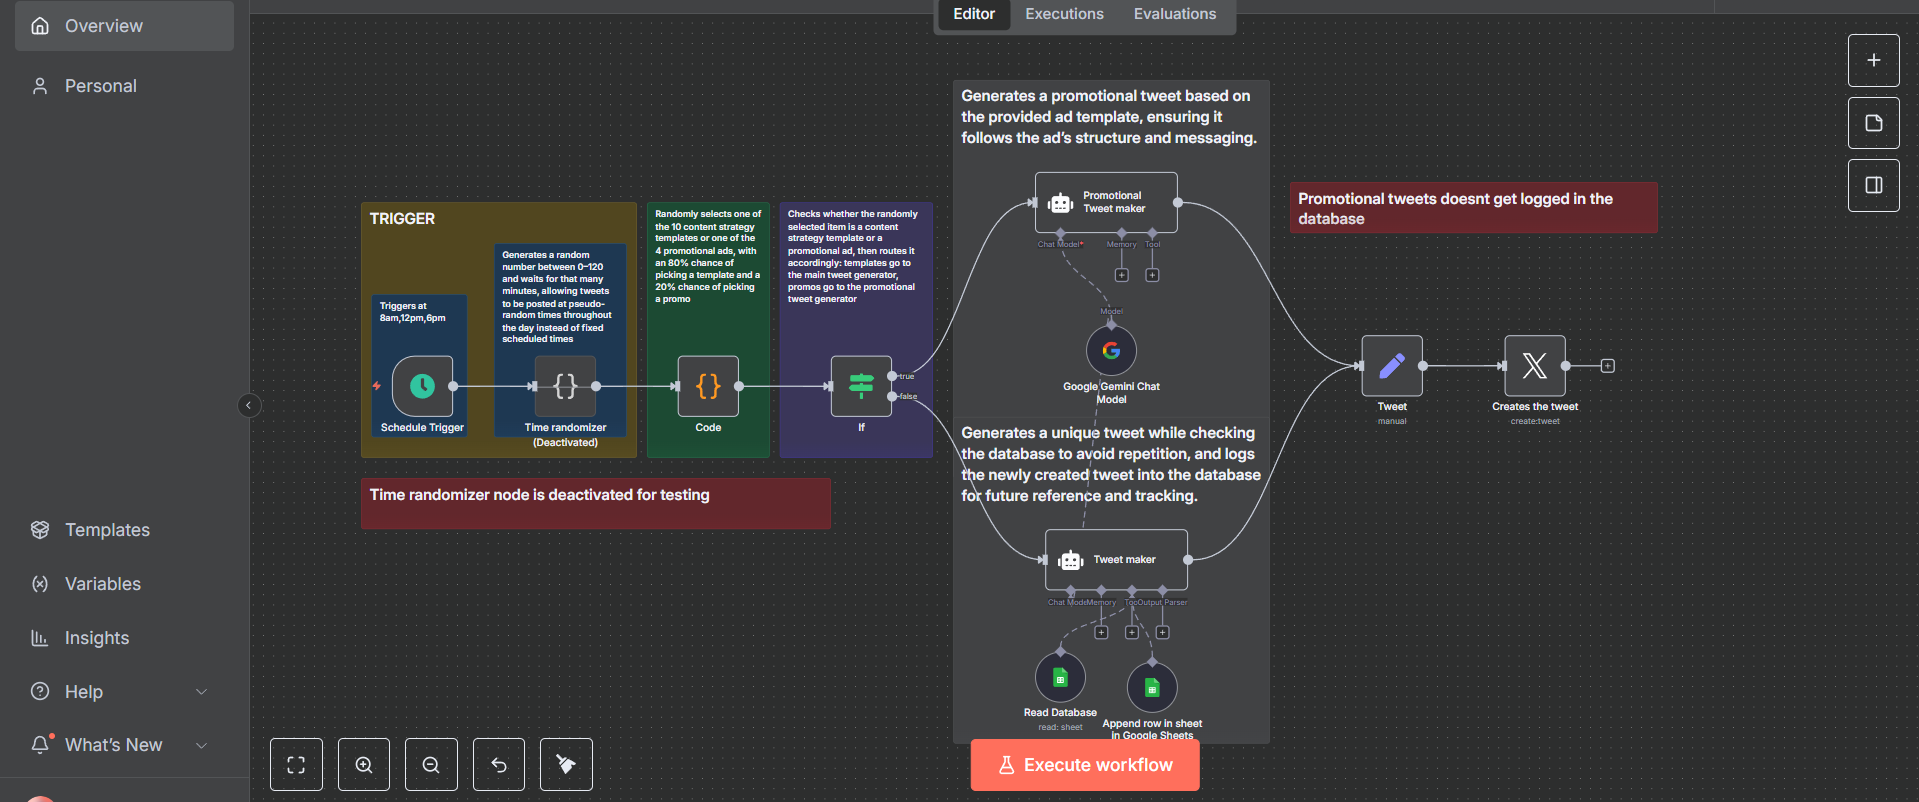 Overview
Personal
Templates
Variables
Insights
Help
What's New
Editor
Executions
Evaluations
TRIGGER
Triggers at
8am,12pm,6pm
Schedule Trigger
Generates a random
number between 0–120
and waits for that many
minutes, allowing tweets
to be posted at pseudo-
random times throughout
the day instead of fixed
scheduled times
Time randomizer
(Deactivated)
Randomly selects one of
the 10 content strategy
templates or one of the
4 promotional ads, with
an 80% chance of
picking a template and a
20% chance of picking
a promo
Code
Checks whether the randomly
selected item is a content
strategy template or a
promotional ad, then routes it
accordingly: templates go to
the main tweet generator,
promos go to the promotional
tweet generator
If
true
false
Time randomizer node is deactivated for testing
Generates a promotional tweet based on
the provided ad template, ensuring it
follows the ad's structure and messaging.
Promotional
Tweet maker
Chat Model*
Memory
Tool
Model
Google Gemini Chat
Model
Generates a unique tweet while checking
the database to avoid repetition, and logs
the newly created tweet into the database
for future reference and tracking.
Tweet maker
Chat Mode
Memory
Too
Output Parser
Read Database
read: sheet
Append row in sheet
in Google Sheets
Promotional tweets doesnt get logged in the
database
Tweet
manual
Creates the tweet
create:tweet
Execute workflow